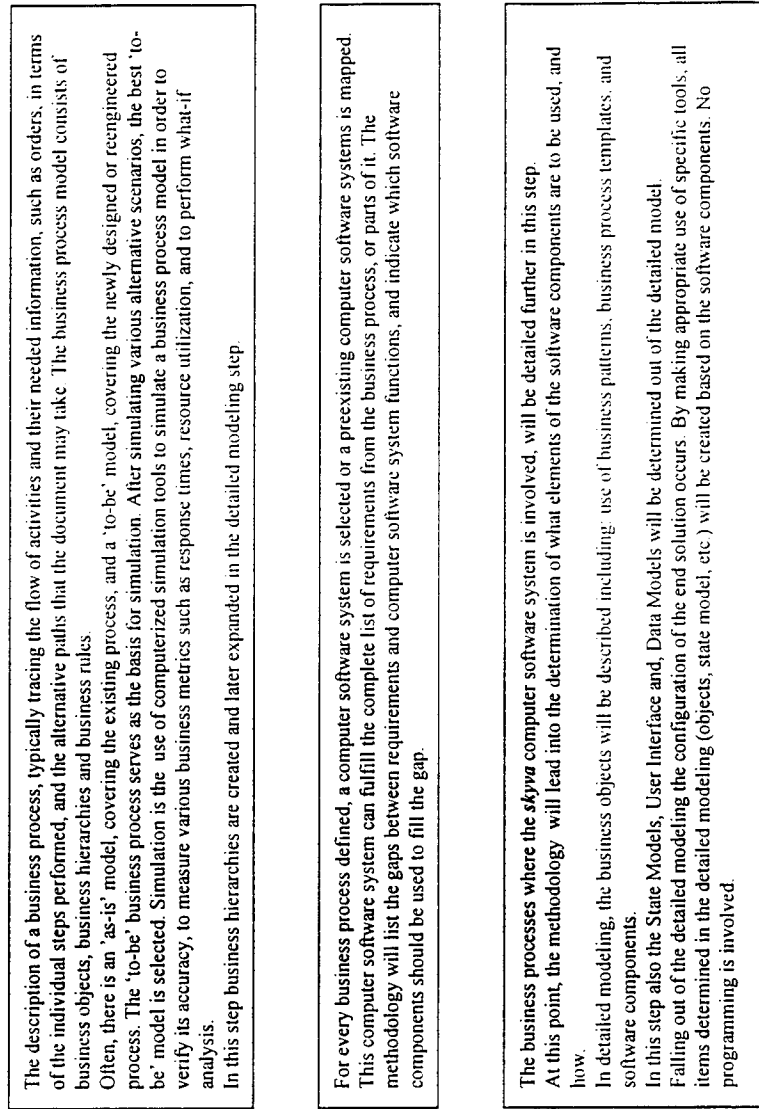 The description of a business process, typically tracing the flow of activities and their needed information, such as orders, in terms
of the individual steps performed, and the alternative paths that the document may take. The business process model consists of
business objects, business hierarchies and business rules.
Often, there is an 'as-is' model, covering the existing process, and a 'to-be' model, covering the newly designed or reengineered
process. The 'to-be' business process serves as the basis for simulation. After simulating various alternative scenarios, the best 'to-
be' model is selected. Simulation is the use of computerized simulation tools to simulate a business process model in order to
verify its accuracy, to measure various business metrics such as response times, resource utilization, and to perform what-if
analysis.
In this step business hierarchies are created and later expanded in the detailed modeling step.
For every business process defined, a computer software system is selected or a preexisting computer software systems is mapped.
This computer software system can fulfill the complete list of requirements from the business process, or parts of it. The
methodology will list the gaps between requirements and computer software system functions, and indicate which software
components should be used to fill the gap.
The business processes where the skyva computer software system is involved, will be detailed further in this step.
At this point, the methodology will lead into the determination of what elements of the software components are to be used, and
how.
In detailed modeling, the business objects will be described including: use of business patterns, business process templates, and
software components.
In this step also the State Models, User Interface and, Data Models will be determined out of the detailed model.
Falling out of the detailed modeling the configuration of the end solution occurs. By making appropriate use of specific tools, all
items determined in the detailed modeling (objects, state model, etc.) will be created based on the software components. No
programming is involved.